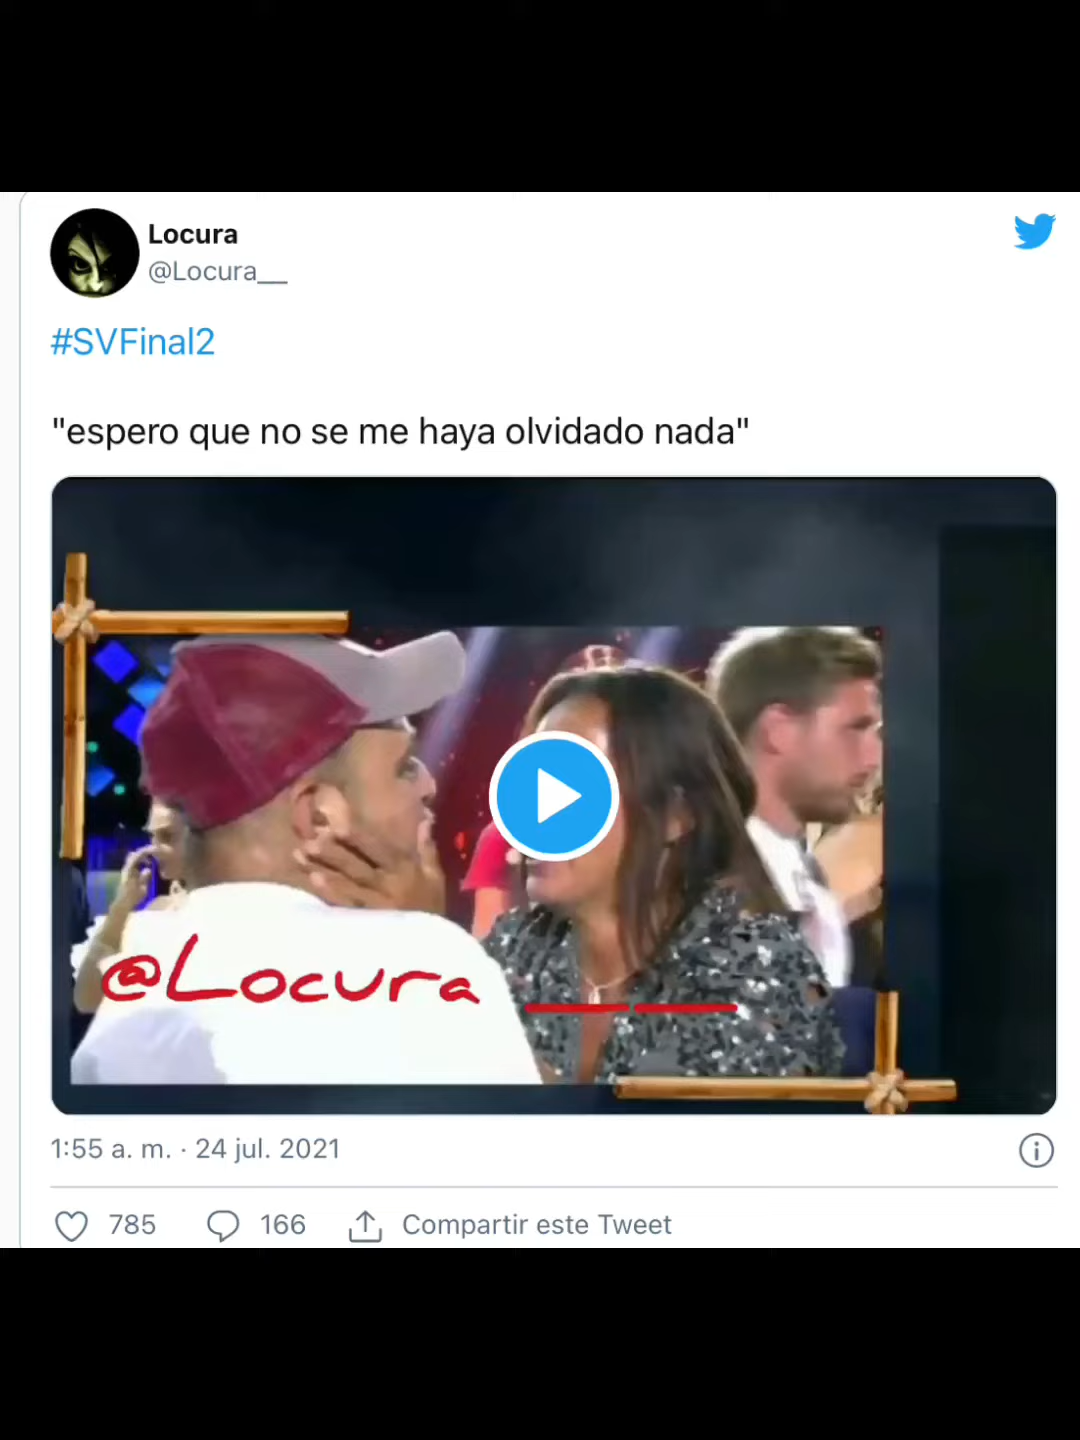 Locura
@Locura__
#SVFinal2
"espero que no se me haya olvidado nada"
@Locura__
1:55 a. m. · 24 jul. 2021
785 166 Compartir este Tweet